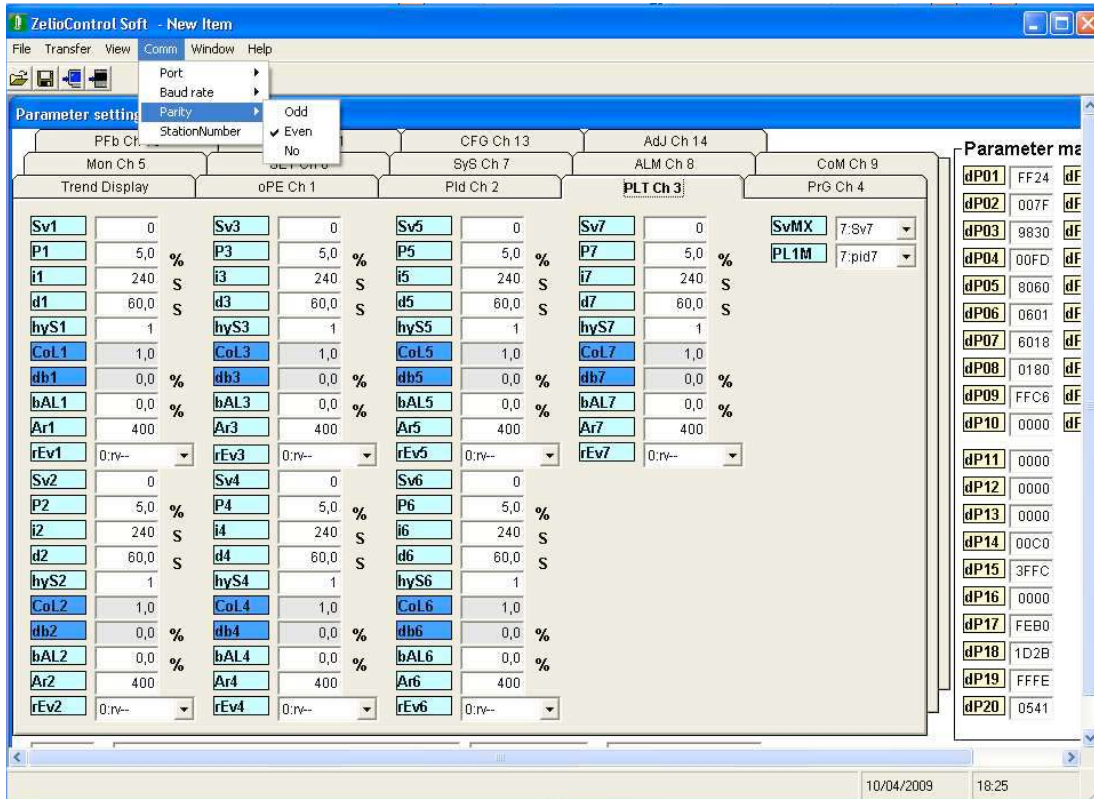 ZelioControl Soft - New Item
File Transfer View Comm Window Help
Port
Baud rate
Parity
StationNumber
Odd
Even
No
Parameter setting
PFb Ch
CFG Ch 13
AdJ Ch 14
Mon Ch 5
SyS Ch 7
ALM Ch 8
CoM Ch 9
Trend Display
oPE Ch 1
PId Ch 2
PLT Ch 3
PrG Ch 4
Sv1 0 Sv3 0 Sv5 0 Sv7 0 SvMX 7:Sv7
P1 5,0 % P3 5,0 % P5 5,0 % P7 5,0 % PL1M 7:pid7
i1 240 S i3 240 S i5 240 S i7 240 S
d1 60,0 S d3 60,0 S d5 60,0 S d7 60,0 S
hyS1 1 hyS3 1 hyS5 1 hyS7 1
CoL1 1,0 CoL3 1,0 CoL5 1,0 CoL7 1,0
db1 0,0 % db3 0,0 % db5 0,0 % db7 0,0 %
bAL1 0,0 % bAL3 0,0 % bAL5 0,0 % bAL7 0,0 %
Ar1 400 Ar3 400 Ar5 400 Ar7 400
rEv1 0:rv-- rEv3 0:rv-- rEv5 0:rv-- rEv7 0:rv--
Sv2 0 Sv4 0 Sv6 0
P2 5,0 % P4 5,0 % P6 5,0 %
i2 240 S i4 240 S i6 240 S
d2 60,0 S d4 60,0 S d6 60,0 S
hyS2 1 hyS4 1 hyS6 1
CoL2 1,0 CoL4 1,0 CoL6 1,0
db2 0,0 % db4 0,0 % db6 0,0 %
bAL2 0,0 % bAL4 0,0 % bAL6 0,0 %
Ar2 400 Ar4 400 Ar6 400
rEv2 0:rv-- rEv4 0:rv-- rEv6 0:rv--
Parameter ma
dP01 FF24
dP02 007F
dP03 9830
dP04 00FD
dP05 8060
dP06 0601
dP07 6018
dP08 0180
dP09 FFC6
dP10 0000
dP11 0000
dP12 0000
dP13 0000
dP14 00C0
dP15 3FFC
dP16 0000
dP17 FEB0
dP18 1D2B
dP19 FFFE
dP20 0541
10/04/2009 18:25